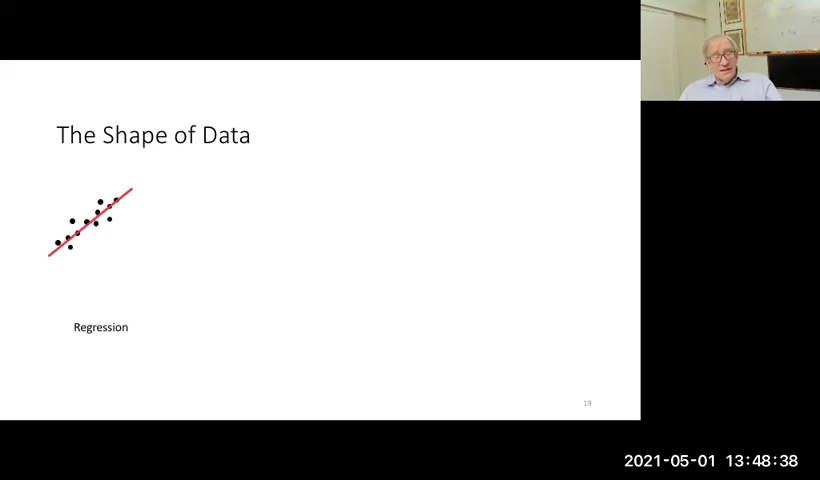 The Shape of Data
Regression
19
2021-05-01 13:48:38